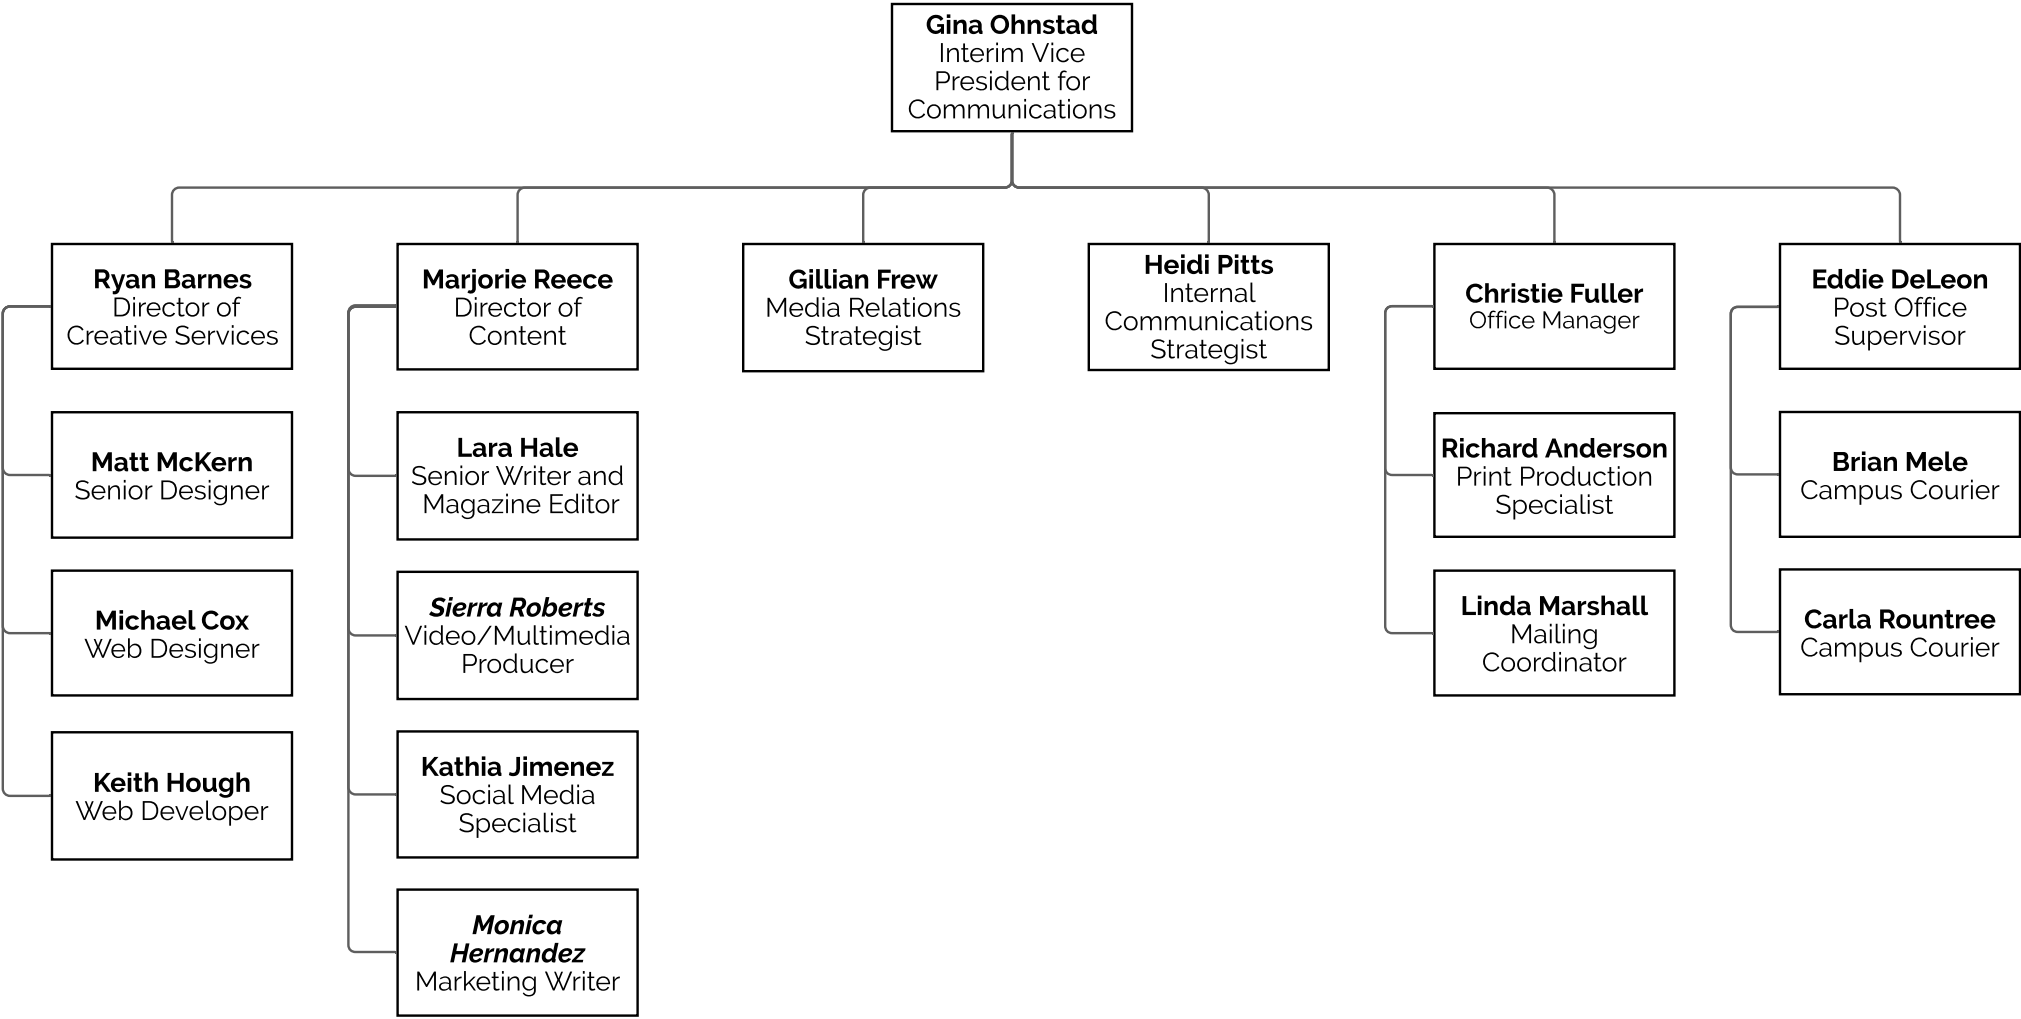 Gina Ohnstad
Interim Vice
President for
Communications
Ryan Barnes
Director of
Creative Services
Matt McKern
Senior Designer
Michael Cox
Web Designer
Keith Hough
Web Developer
Marjorie Reece
Director of
Content
Lara Hale
Senior Writer and
Magazine Editor
Sierra Roberts
Video/Multimedia
Producer
Kathia Jimenez
Social Media
Specialist
Monica
Hernandez
Marketing Writer
Gillian Frew
Media Relations
Strategist
Heidi Pitts
Internal
Communications
Strategist
Christie Fuller
Office Manager
Richard Anderson
Print Production
Specialist
Linda Marshall
Mailing
Coordinator
Eddie DeLeon
Post Office
Supervisor
Brian Mele
Campus Courier
Carla Rountree
Campus Courier